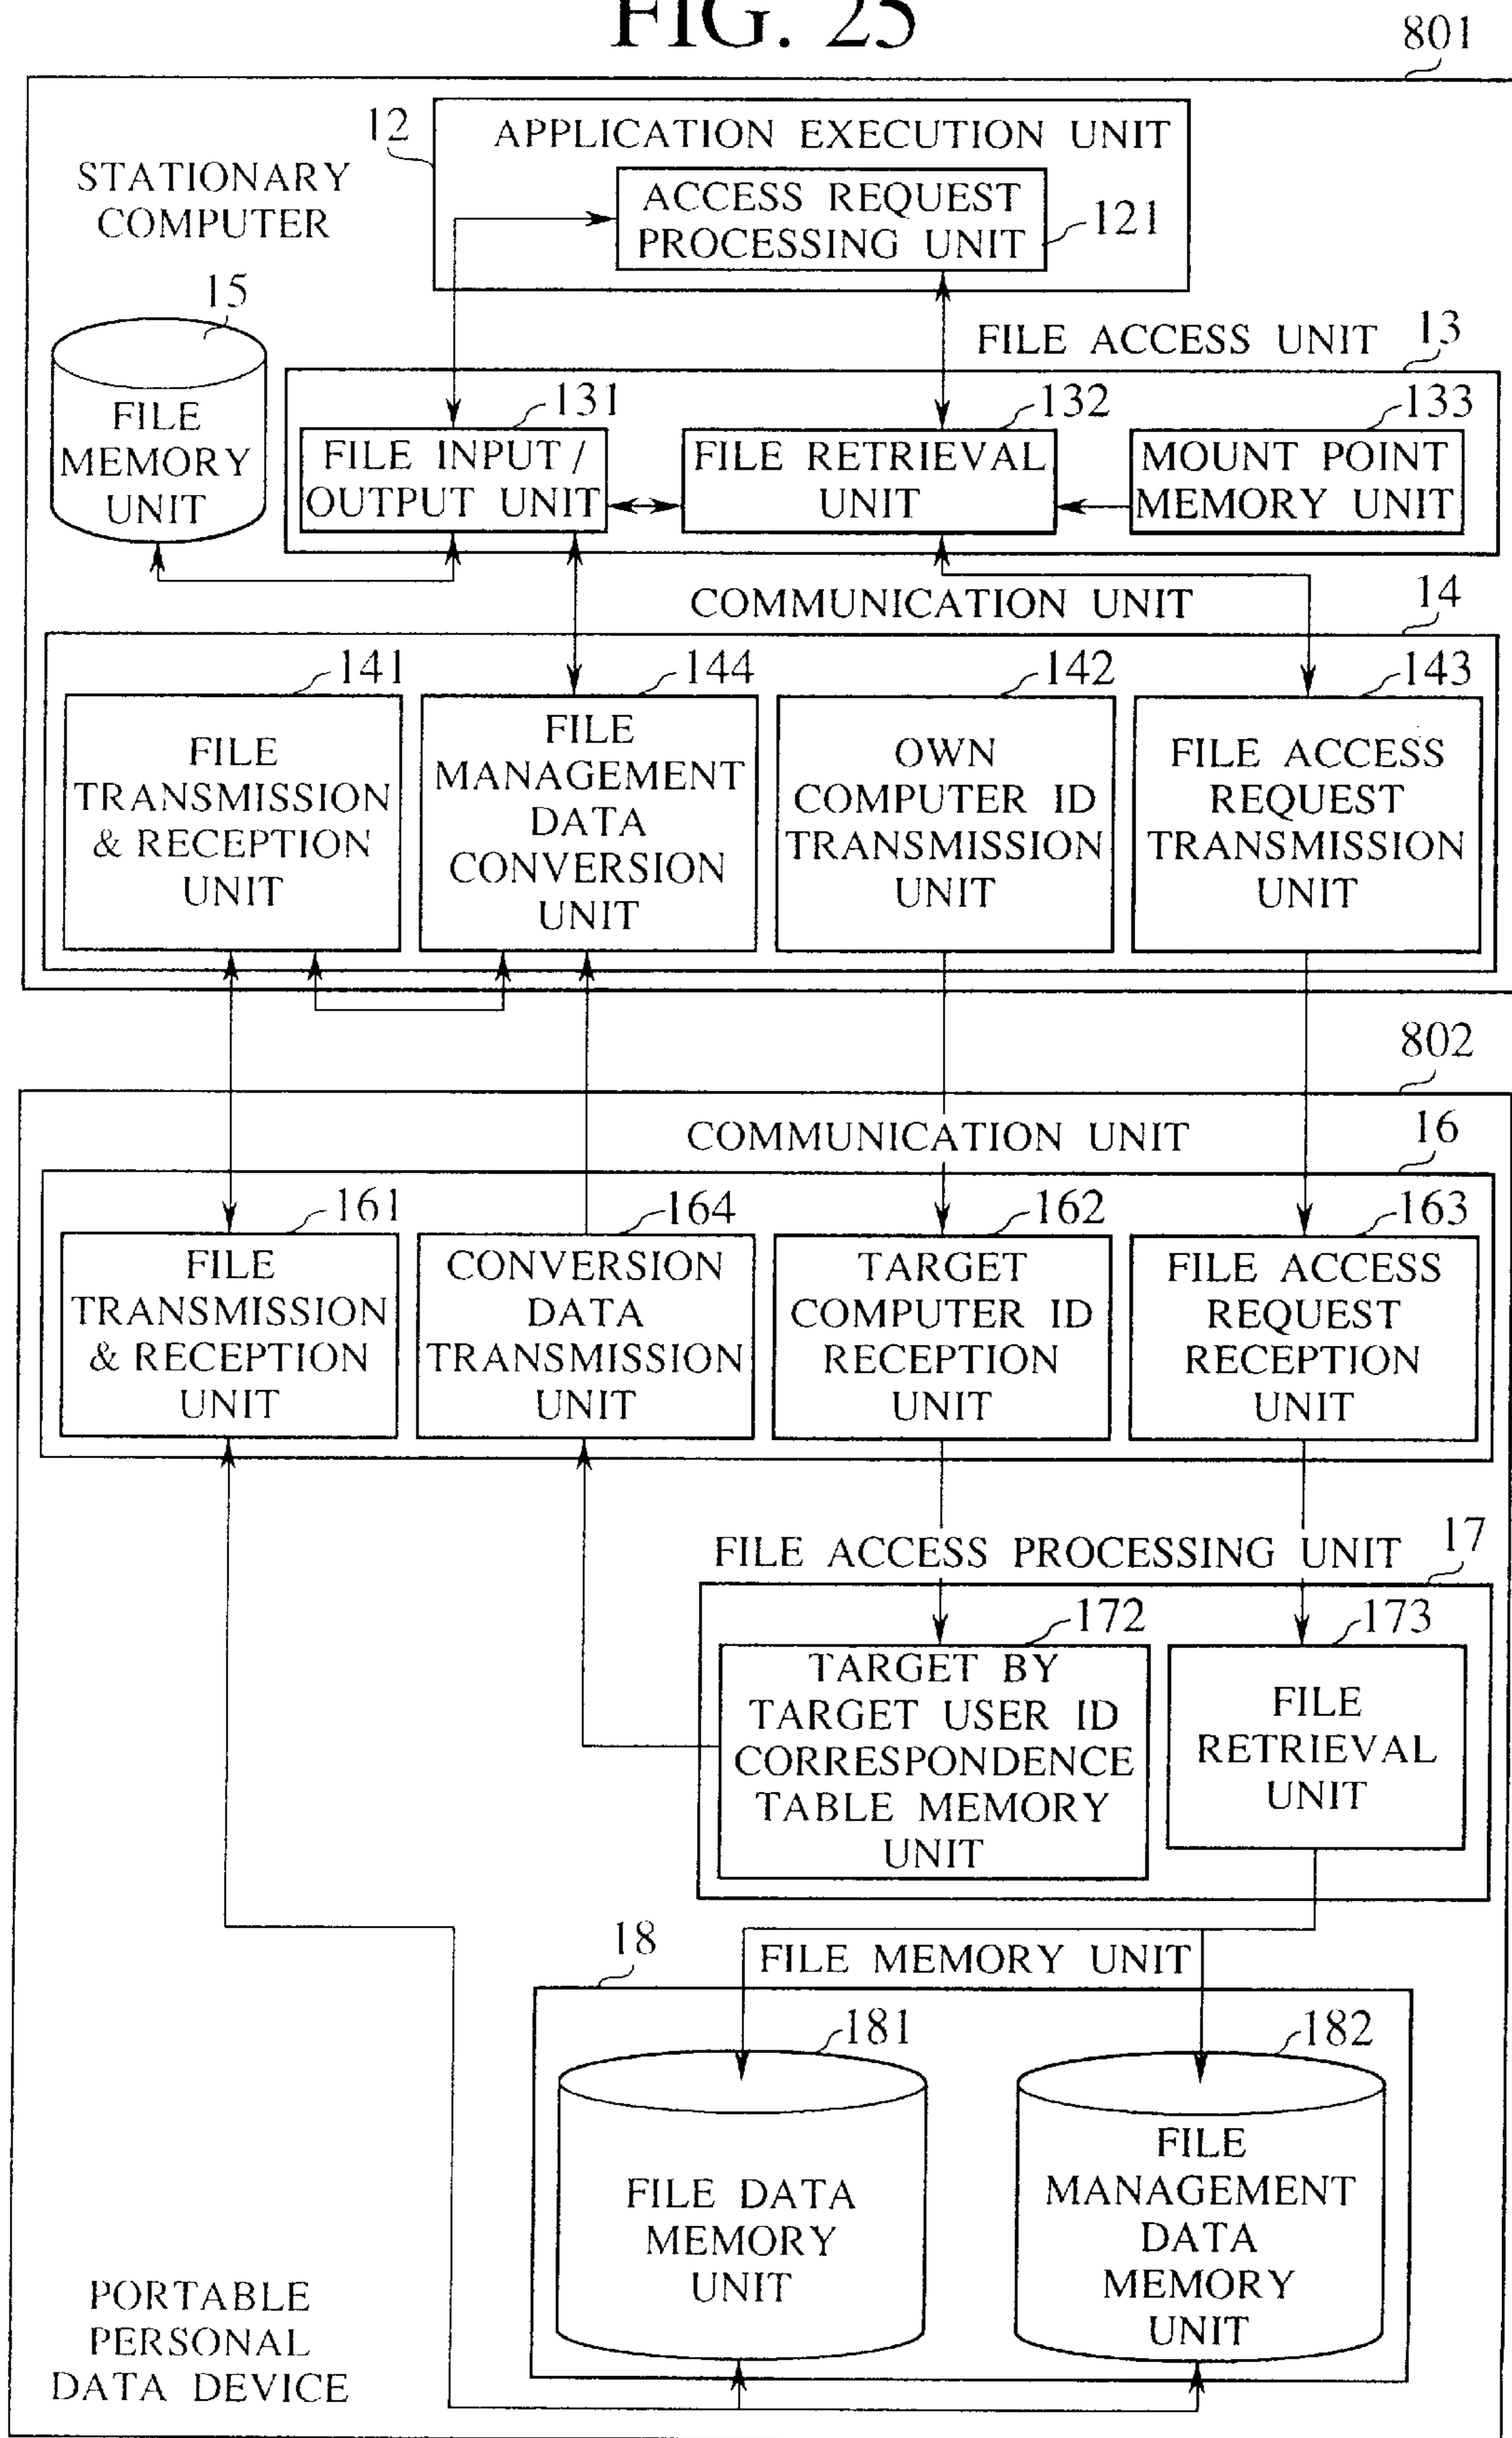 FIG. 25
801
12
APPLICATION EXECUTION UNIT
STATIONARY
COMPUTER
ACCESS REQUEST
PROCESSING UNIT
121
15
FILE
MEMORY
UNIT
FILE ACCESS UNIT
13
131
132
133
FILE INPUT /
OUTPUT UNIT
FILE RETRIEVAL
UNIT
MOUNT POINT
MEMORY UNIT
COMMUNICATION UNIT
14
141
144
142
143
FILE
TRANSMISSION
& RECEPTION
UNIT
FILE
MANAGEMENT
DATA
CONVERSION
UNIT
OWN
COMPUTER ID
TRANSMISSION
UNIT
FILE ACCESS
REQUEST
TRANSMISSION
UNIT
802
COMMUNICATION UNIT
16
161
164
162
163
FILE
TRANSMISSION
& RECEPTION
UNIT
CONVERSION
DATA
TRANSMISSION
UNIT
TARGET
COMPUTER ID
RECEPTION
UNIT
FILE ACCESS
REQUEST
RECEPTION
UNIT
FILE ACCESS PROCESSING UNIT
17
172
173
TARGET BY
TARGET USER ID
CORRESPONDENCE
TABLE MEMORY
UNIT
FILE
RETRIEVAL
UNIT
18
FILE MEMORY UNIT
181
182
FILE DATA
MEMORY
UNIT
FILE
MANAGEMENT
DATA
MEMORY
UNIT
PORTABLE
PERSONAL
DATA DEVICE